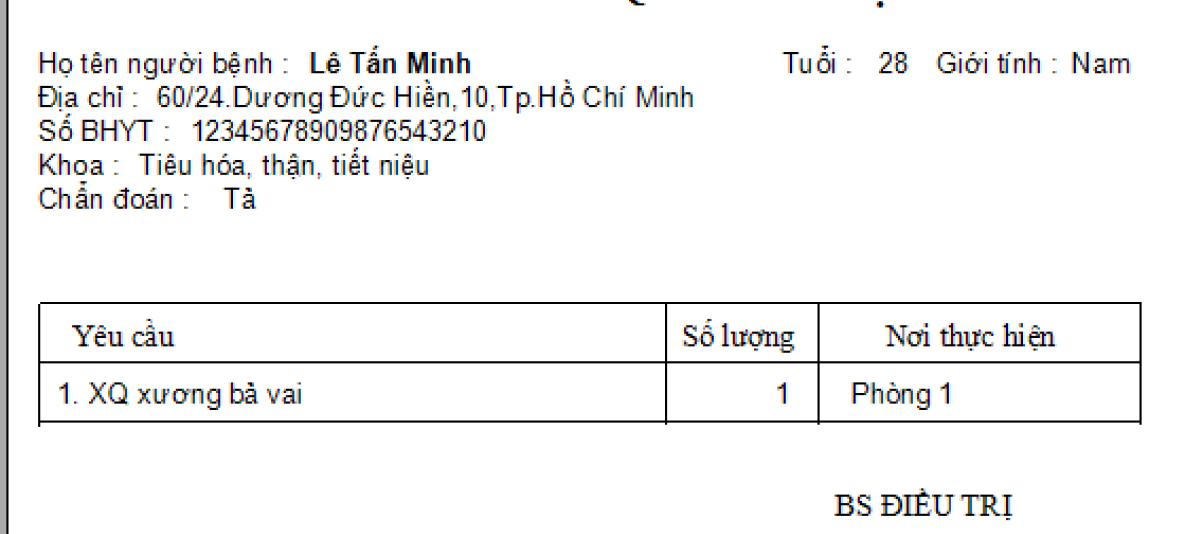 Họ tên người bệnh : Lê Tấn Minh Tuổi : 28 Giới tính : Nam
Địa chỉ : 60/24.Dương Đức Hiền,10,Tp.Hồ Chí Minh
Số BHYT : 12345678909876543210
Khoa : Tiêu hóa, thận, tiết niệu
Chẩn đoán : Tả
Yêu cầu Số lượng Nơi thực hiện
1. XQ xương bả vai 1 Phòng 1
BS ĐIỀU TRỊ